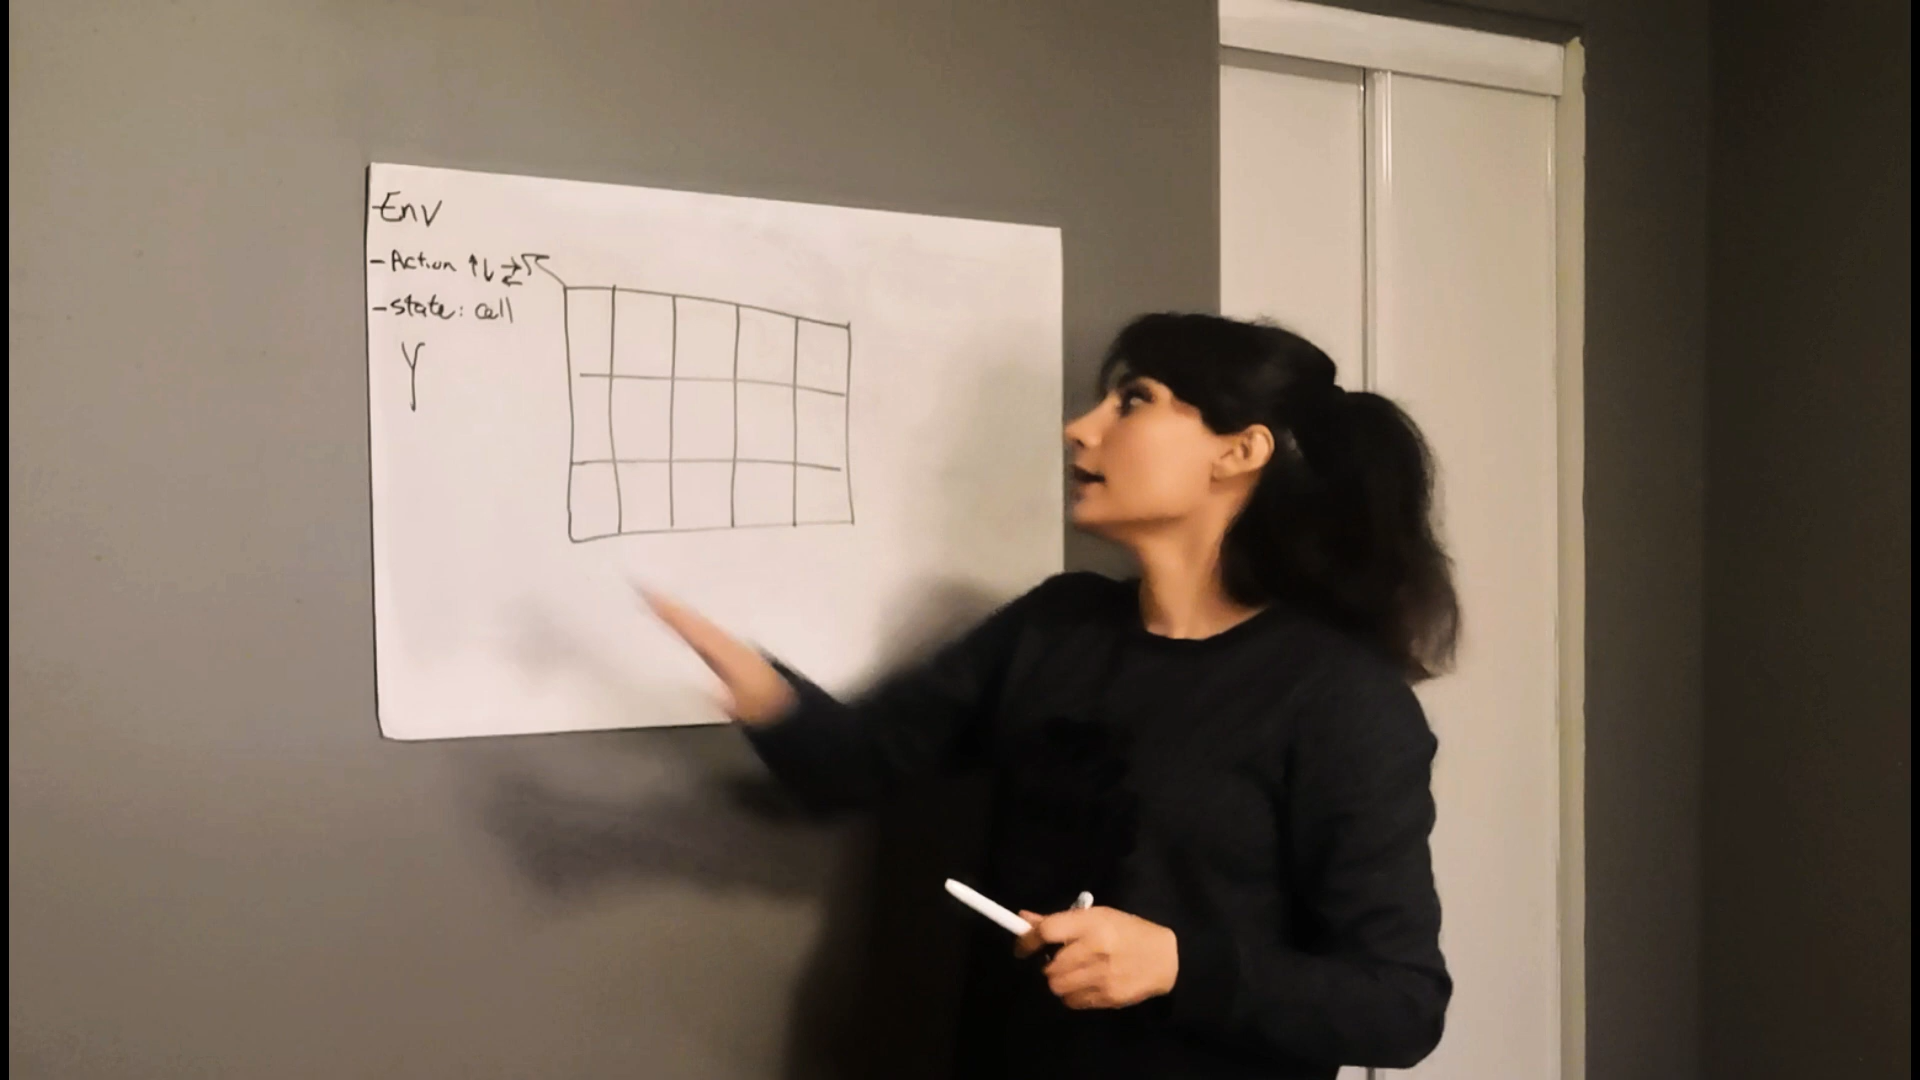 Env
- Action ↑↓ ⇄
- state: cell
γ